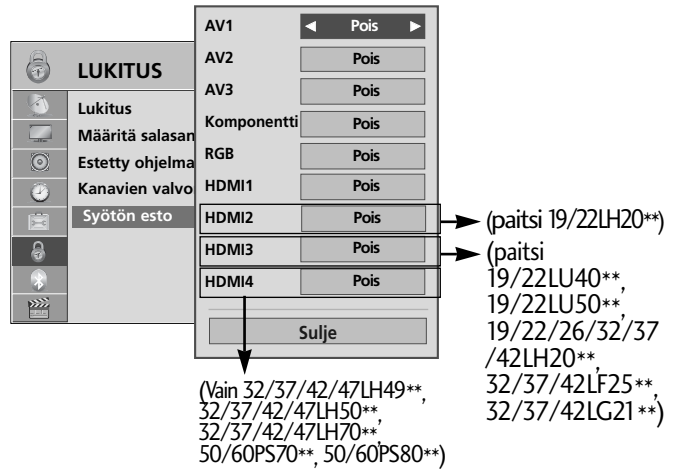 LUKITUS
Lukitus
Määritä salasan
Estetty ohjelma
Kanavien valvo
Syötön esto
AV1 ◄ Pois ►
AV2 Pois
AV3 Pois
Komponentti Pois
RGB Pois
HDMI1 Pois
HDMI2 Pois
HDMI3 Pois
HDMI4 Pois
Sulje
(paitsi 19/22LH20**)
(paitsi
19/22LU40**,
19/22LU50**,
19/22/26/32/37
/42LH20**,
32/37/42LF25**,
32/37/42LG21**)
(Vain 32/37/42/47LH49**,
32/37/42/47LH50**,
32/37/42/47LH70**,
50/60PS70**, 50/60PS80**)